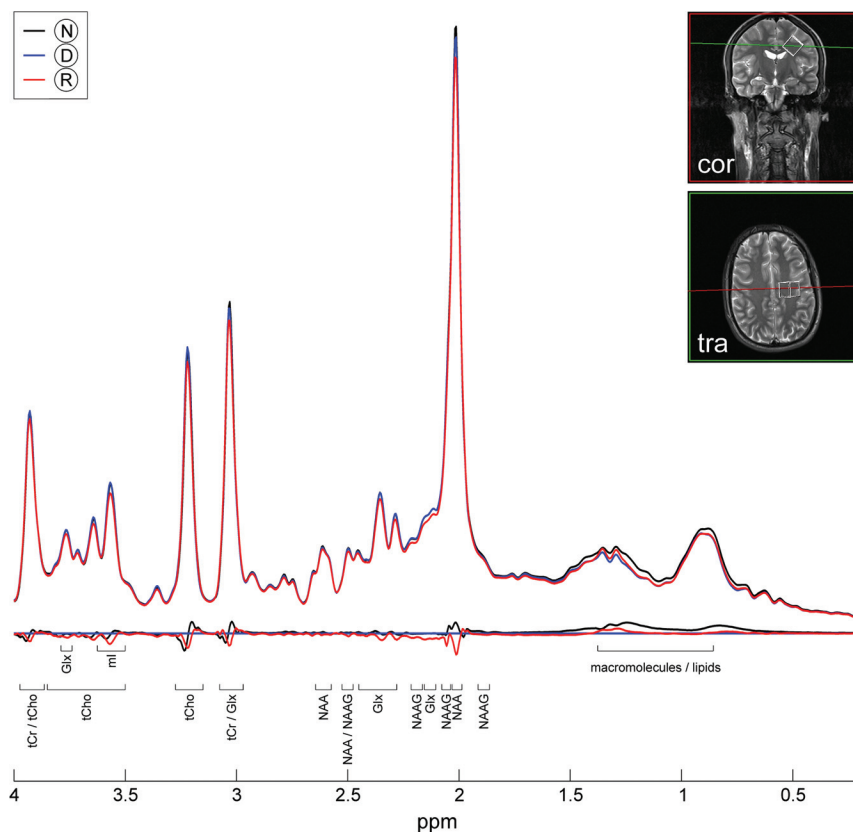 N
D
R
cor
tra
tCr / tCho
Glx
tCho
mI
tCho
tCr / Glx
NAA
NAA / NAAG
Glx
NAAG
Glx
NAAG
NAA
NAAG
macromolecules / lipids
4 3.5 3 2.5 2 1.5 1 0.5
ppm